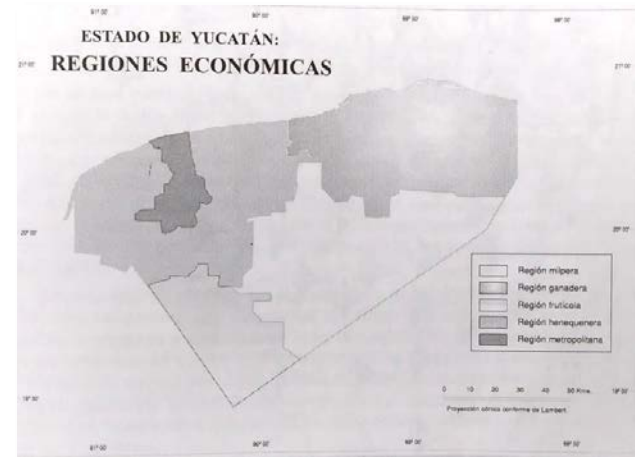 ESTADO DE YUCATÁN:
REGIONES ECONÓMICAS
Región milpera
Región ganadera
Región frutícola
Región henequenera
Región metropolitana
0 10 20 30 40 50 Kms.
Proyección cónica conforme de Lambert.